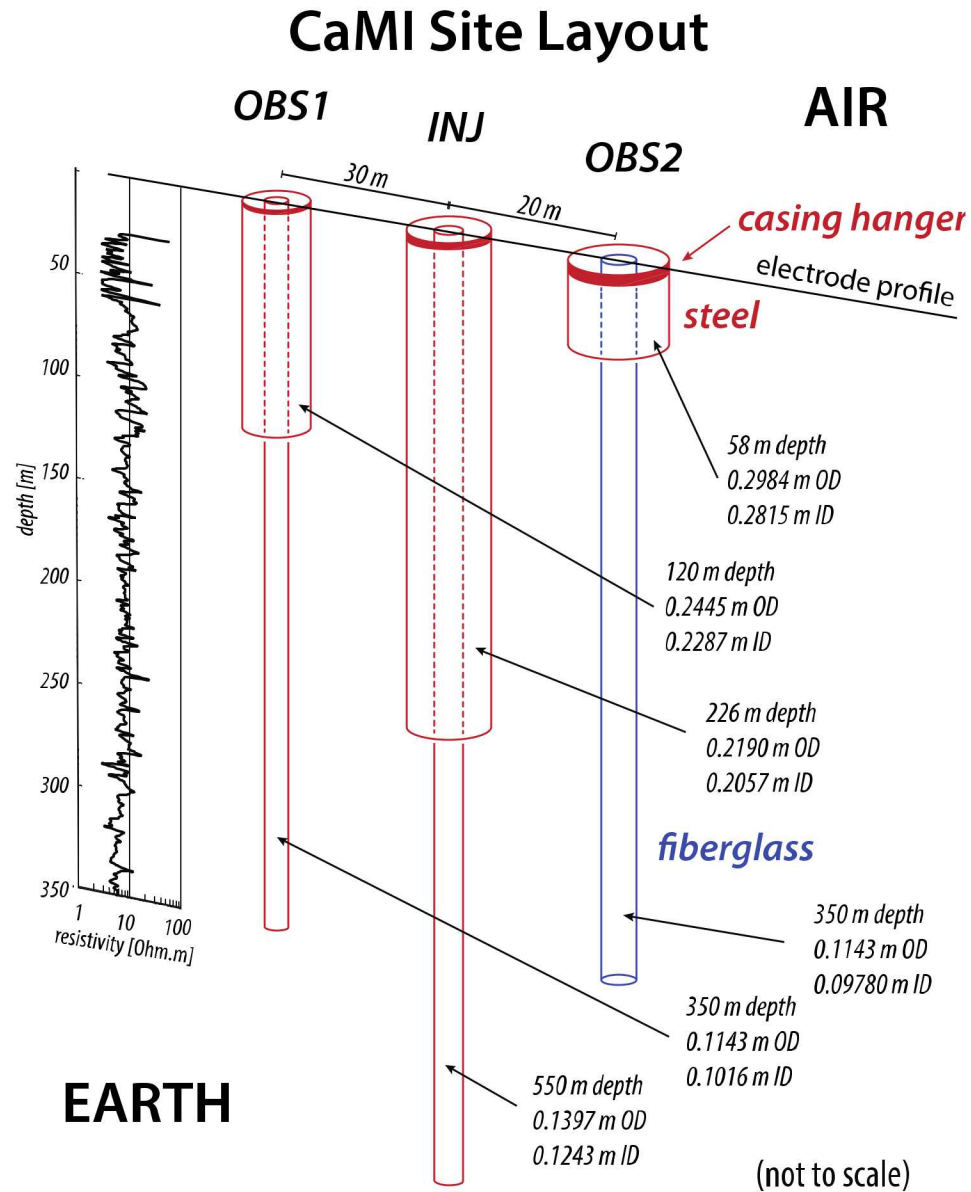 CaMI Site Layout
AIR
OBS1
INJ
OBS2
30 m
20 m
casing hanger
electrode profile
steel
50
100
150
200
250
300
350
depth [m]
1
10
100
resistivity [Ohm.m]
58 m depth
0.2984 m OD
0.2815 m ID
120 m depth
0.2445 m OD
0.2287 m ID
226 m depth
0.2190 m OD
0.2057 m ID
fiberglass
350 m depth
0.1143 m OD
0.09780 m ID
350 m depth
0.1143 m OD
0.1016 m ID
550 m depth
0.1397 m OD
0.1243 m ID
EARTH
(not to scale)